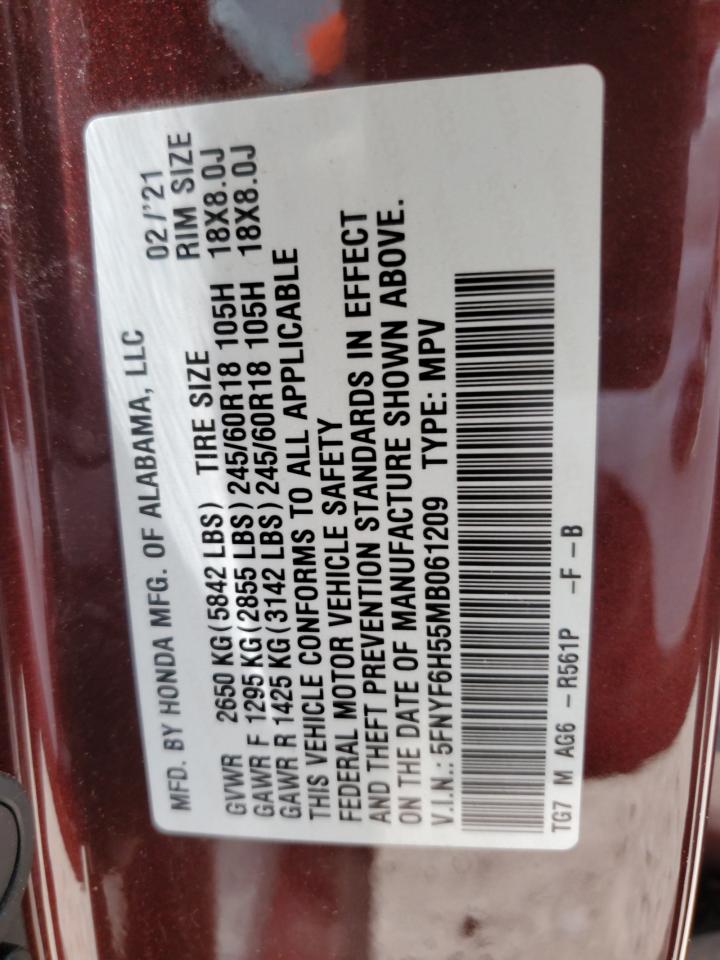 MFD. BY HONDA MFG. OF ALABAMA, LLC 02/'21
TIRE SIZE RIM SIZE
GVWR 2650 KG(5842 LBS)
GAWR F 1295KG(2855 LBS)245/60R18 105H 18X8.0J
GAWR R 1425 KG(3142 LBS)245/60R18 105H 18X8.0J
THIS VEHICLE CONFORMS TO ALL APPLICABLE
FEDERAL MOTOR VEHICLE SAFETY
AND THEFT PREVENTION STANDARDS IN EFFECT
ON THE DATE OF MANUFACTURE SHOWN ABOVE.
V.I.N.: 5FNYF6H55MB061209 TYPE: MPV
TG7 M AG6 -R561P -F-B